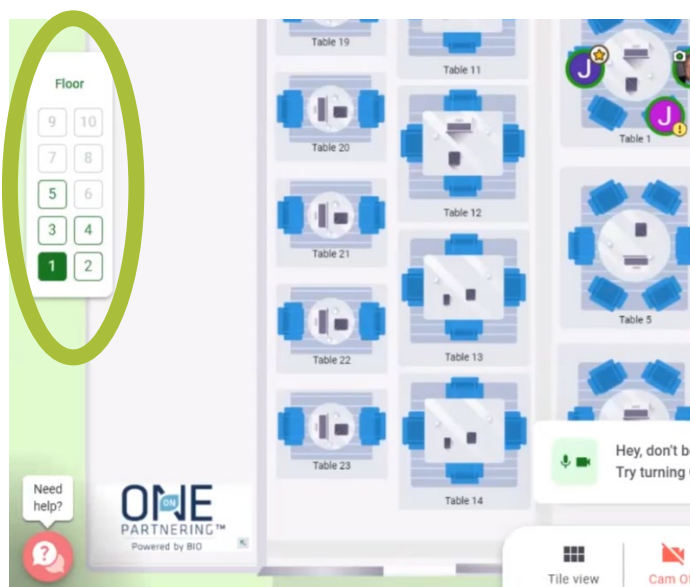 Floor
9 10
7 8
5 6
3 4
1 2
Table 19
Table 20
Table 21
Table 22
Table 23
Table 11
Table 12
Table 13
Table 14
J
J
!
Table 1
Table 5
Need
help?
?
ONE
ON
PARTNERING™
Powered by BIO
Hey, don't
Try turning
Tile view
Cam